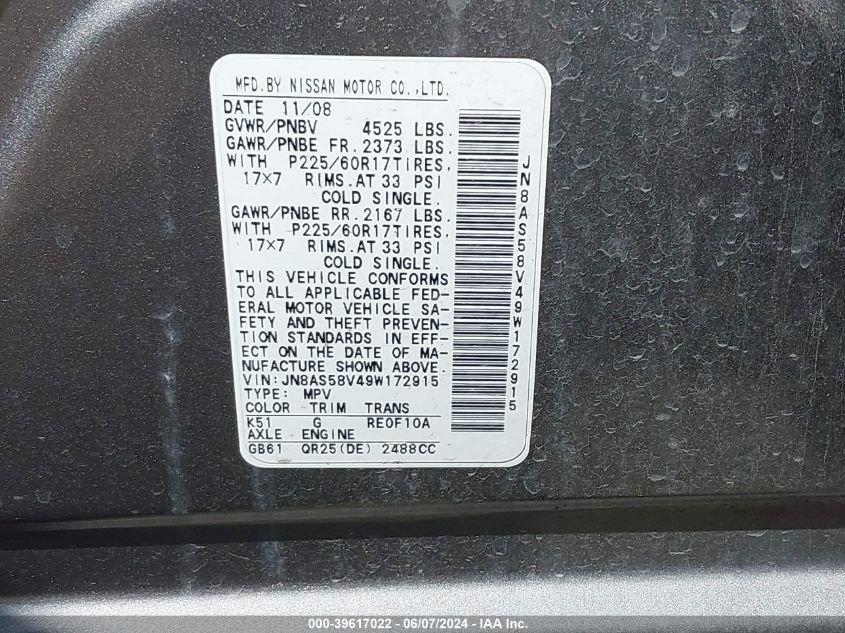 MFD.BY NISSAN MOTOR CO.,LTD.
DATE 11/08
GVWR/PNBV 4525 LBS.
GAWR/PNBE FR. 2373 LBS.
WITH P225/60R17TIRES,
17×7 RIMS.AT 33 PSI
COLD SINGLE.
GAWR/PNBE RR. 2167 LBS.
WITH P225/60R17TIRES.
17×7 RIMS.AT 33 PSI
COLD SINGLE.
THIS VEHICLE CONFORMS
TO ALL APPLICABLE FED-
ERAL MOTOR VEHICLE SA-
FETY AND THEFT PREVEN-
TION STANDARDS IN EFF-
ECT ON THE DATE OF MA-
NUFACTURE SHOWN ABOVE.
VIN:JN8AS58V49W172915
TYPE: MPV
COLOR TRIM TRANS
K51 G RE0F10A
AXLE ENGINE
GB61 QR25(DE) 2488CC
JN8AS58V49W172915
000-39617022 - 06/07/2024 - © IAA, Inc.